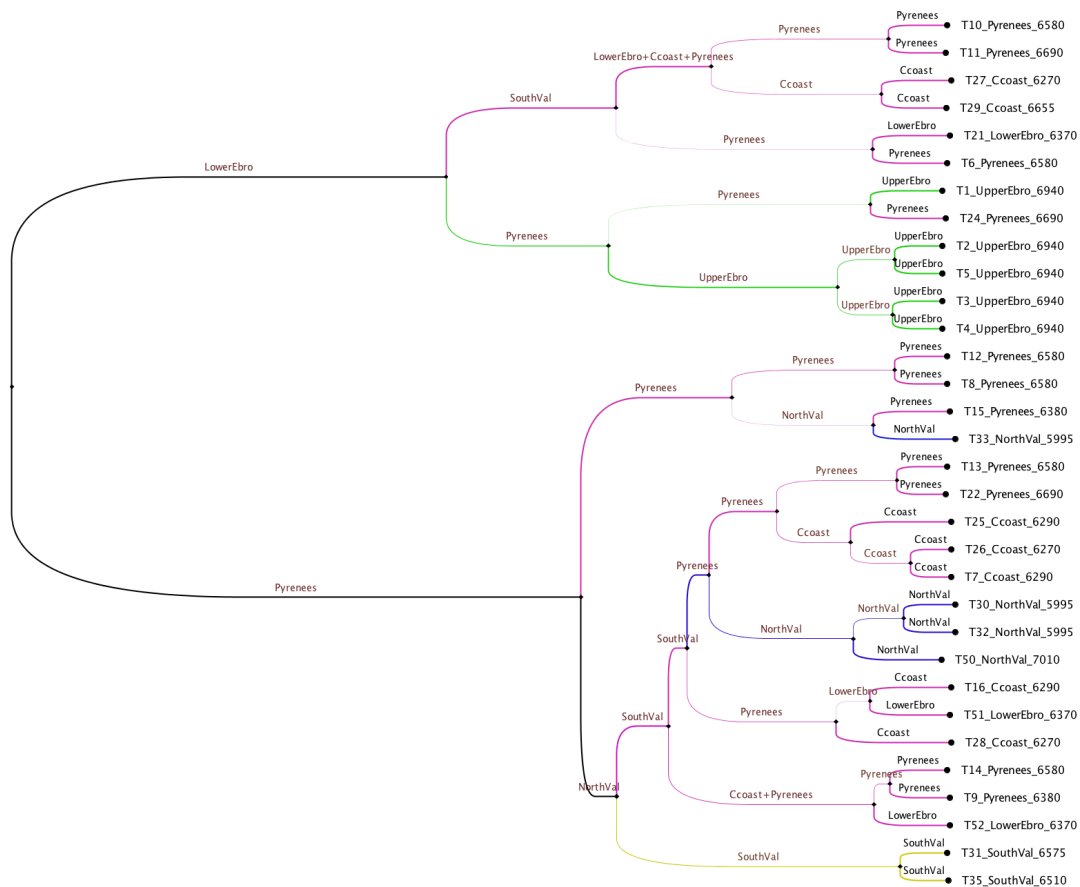 Pyrenees
T10_Pyrenees_6580
Pyrenees
LowerEbro+Ccoast+Pyrenees
Pyrenees
T11_Pyrenees_6690
Ccoast
T27_Ccoast_6270
Ccoast
SouthVal
Ccoast
T29_Ccoast_6655
LowerEbro
T21_LowerEbro_6370
Pyrenees
Pyrenees
T6_Pyrenees_6580
LowerEbro
UpperEbro
T1_UpperEbro_6940
Pyrenees
Pyrenees
T24_Pyrenees_6690
Pyrenees
UpperEbro
T2_UpperEbro_6940
UpperEbro
UpperEbro
T5_UpperEbro_6940
UpperEbro
UpperEbro
T3_UpperEbro_6940
UpperEbro
UpperEbro
T4_UpperEbro_6940
Pyrenees
T12_Pyrenees_6580
Pyrenees
Pyrenees
T8_Pyrenees_6580
Pyrenees
Pyrenees
T15_Pyrenees_6380
NorthVal
NorthVal
T33_NorthVal_5995
Pyrenees
T13_Pyrenees_6580
Pyrenees
Pyrenees
T22_Pyrenees_6690
Pyrenees
Ccoast
T25_Ccoast_6290
Ccoast
Ccoast
T26_Ccoast_6270
Ccoast
Pyrenees
Ccoast
T7_Ccoast_6290
Pyrenees
NorthVal
T30_NorthVal_5995
NorthVal
NorthVal
T32_NorthVal_5995
NorthVal
SouthVal
NorthVal
T50_NorthVal_7010
Ccoast
T16_Ccoast_6290
LowerEbro
LowerEbro
T51_LowerEbro_6370
SouthVal
Pyrenees
Ccoast
T28_Ccoast_6270
Pyrenees
T14_Pyrenees_6580
Pyrenees
NorthVal
Pyrenees
T9_Pyrenees_6380
Ccoast+Pyrenees
LowerEbro
T52_LowerEbro_6370
SouthVal
T31_SouthVal_6575
SouthVal
SouthVal
T35_SouthVal_6510